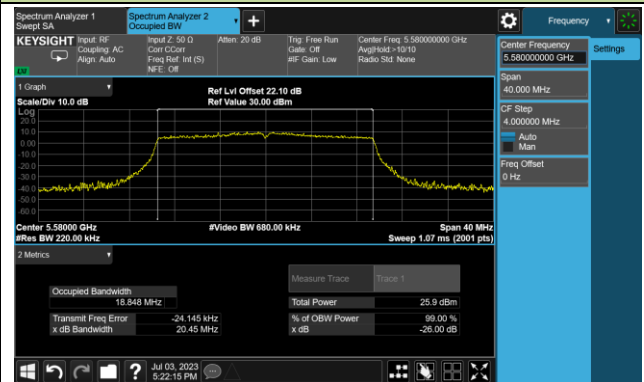 Spectrum Analyzer 1
Swept SA
Spectrum Analyzer 2
Occupied BW
Frequency
KEYSIGHT
Input: RF
Coupling: AC
Align: Auto
Input Z: 50 Ω
Corr CCorr
Freq Ref: Int (S)
NFE: Off
Atten: 20 dB
Trig: Free Run
Gate: Off
#IF Gain: Low
Center Freq: 5.580000000 GHz
Avg|Hold:>10/10
Radio Std: None
Center Frequency
5.580000000 GHz
Settings
Span
40.000 MHz
CF Step
4.000000 MHz
Auto
Man
Freq Offset
0 Hz
1 Graph
Scale/Div 10.0 dB
Ref Lvl Offset 22.10 dB
Ref Value 30.00 dBm
Log
20.0
10.0
0.00
-10.0
-20.0
-30.0
-40.0
-50.0
-60.0
Center 5.58000 GHz
#Res BW 220.00 kHz
#Video BW 680.00 kHz
Span 40 MHz
Sweep 1.07 ms (2001 pts)
2 Metrics
Measure Trace
Trace 1
Occupied Bandwidth
18.848 MHz
Total Power
25.9 dBm
Transmit Freq Error
-24.145 kHz
% of OBW Power
99.00 %
x dB Bandwidth
20.45 MHz
x dB
-26.00 dB
Jul 03, 2023
5:22:15 PM